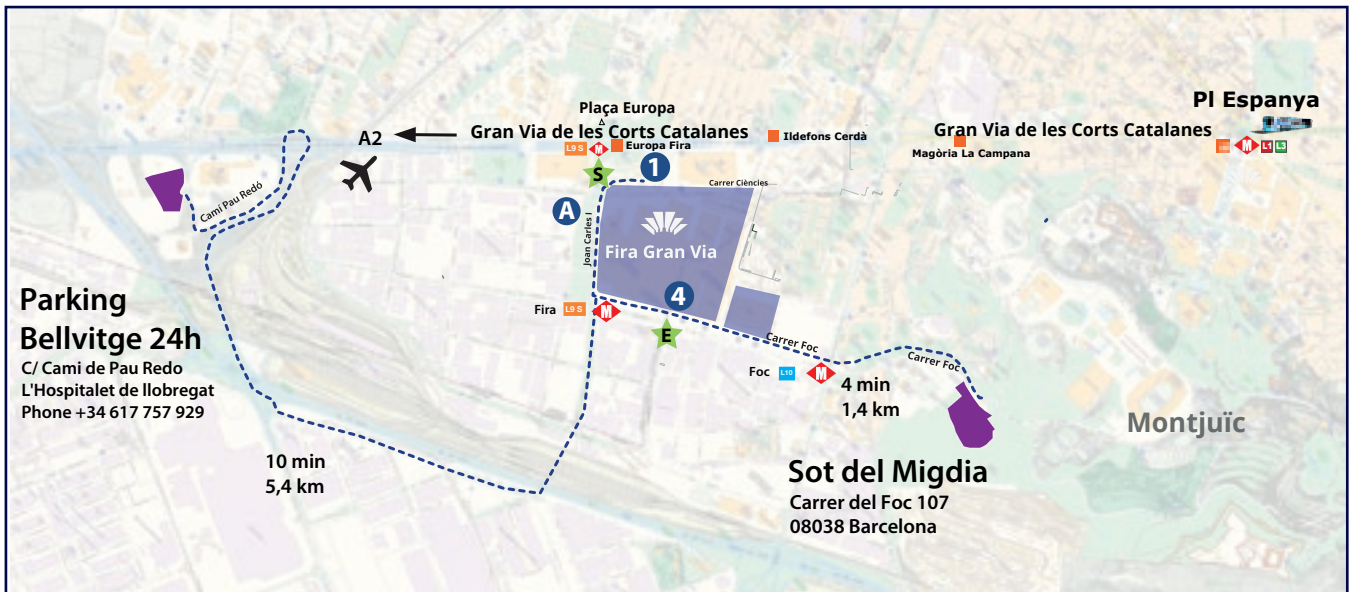 Plaça Europa
Gran Via de les Corts Catalanes
A2
L9 S
M
Europa Fira
Ildefons Cerdà
Gran Via de les Corts Catalanes
Magòria La Campana
Pl Espanya
M
L1
L3
S
1
Carrer Ciències
A
Joan Carles I
Fira Gran Via
Camí Pau Redó
Parking
Bellvitge 24h
C/ Cami de Pau Redo
L'Hospitalet de llobregat
Phone +34 617 757 929
Fira
L9 S
M
4
E
Carrer Foc
Carrer Foc
Foc
L10
M
4 min
1,4 km
Montjuïc
10 min
5,4 km
Sot del Migdia
Carrer del Foc 107
08038 Barcelona